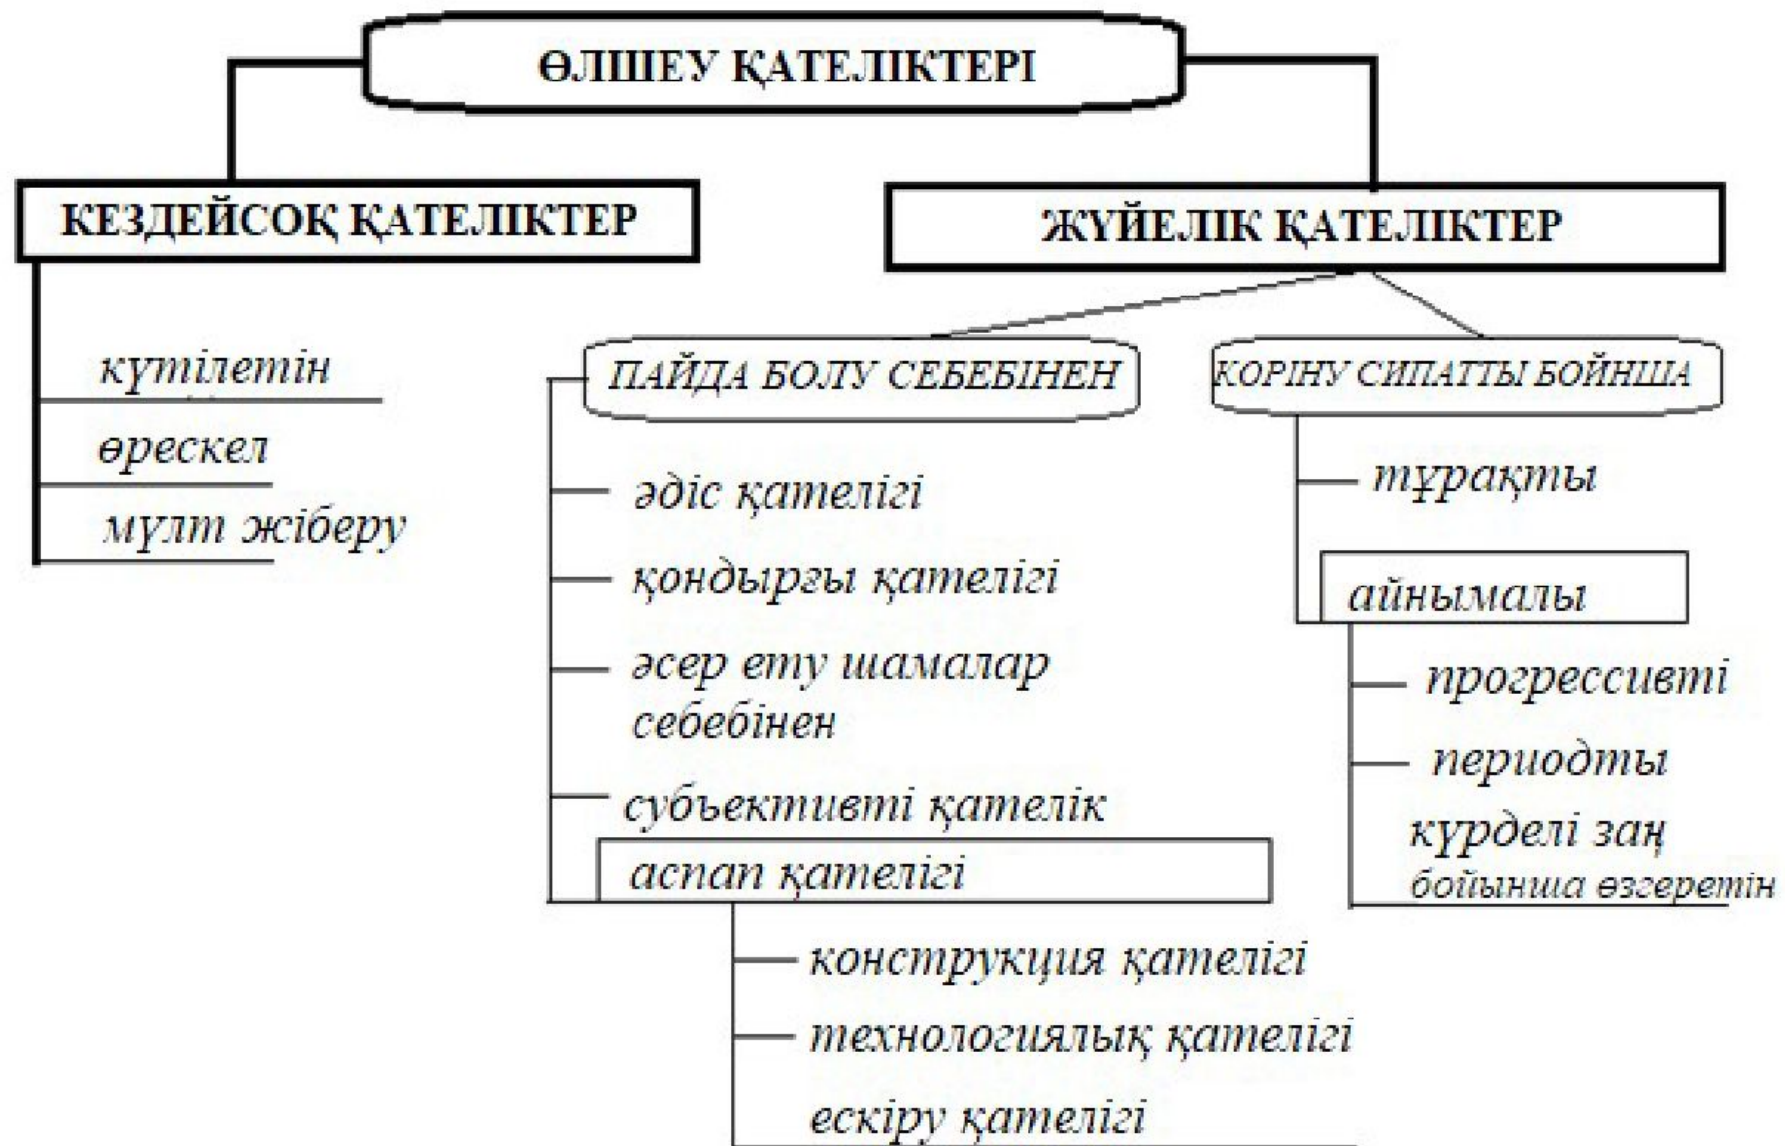 ӨЛШЕУ ҚАТЕЛІКТЕРІ
КЕЗДЕЙСОҚ ҚАТЕЛІКТЕР
күтілетін
өрескел
мүлт жіберу
ЖҮЙЕЛІК ҚАТЕЛІКТЕР
ПАЙДА БОЛУ СЕБЕБІНЕН
әдіс қателігі
қондырғы қателігі
әсер ету шамалар
себебінен
субъективті қателік
аспап қателігі
конструкция қателігі
технологиялық қателігі
ескіру қателігі
КОРІНУ СИПАТТЫ БОЙНША
тұрақты
айнымалы
прогрессивті
периодты
күрделі заң
бойынша өзгеретін